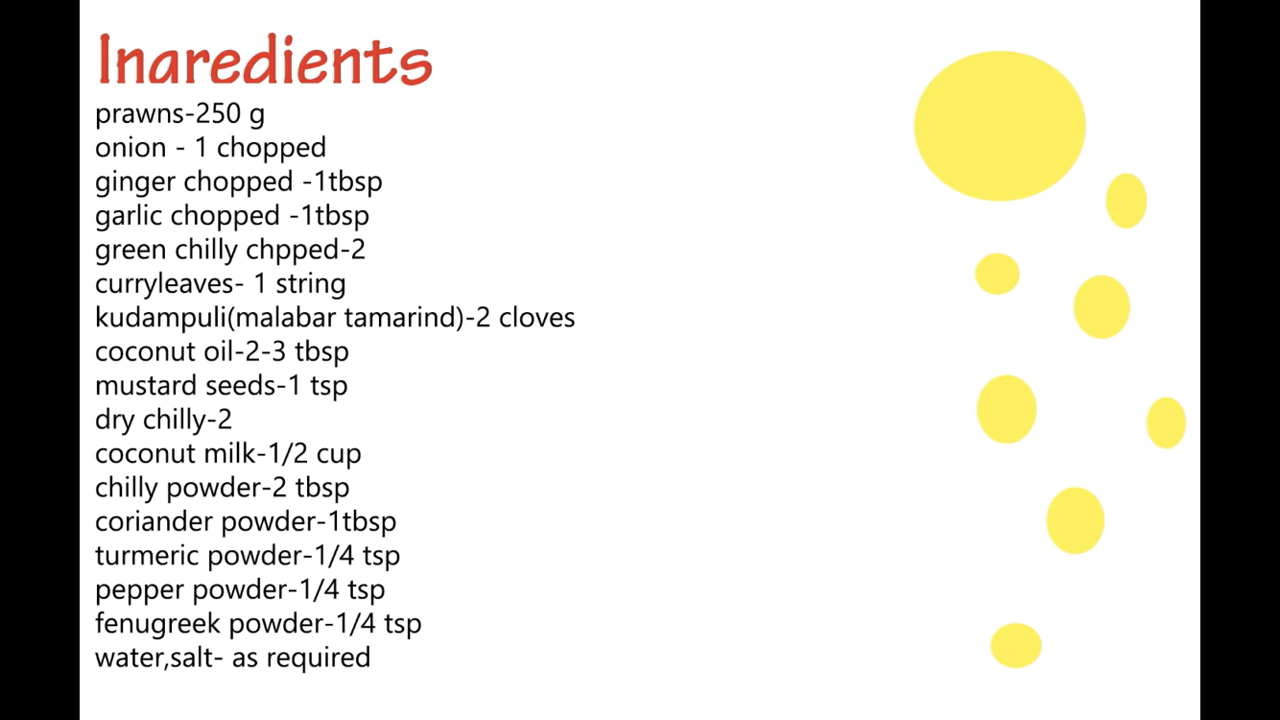 Inaredients
prawns-250 g
onion - 1 chopped
ginger chopped -1tbsp
garlic chopped -1tbsp
green chilly chpped-2
curryleaves- 1 string
kudampuli(malabar tamarind)-2 cloves
coconut oil-2-3 tbsp
mustard seeds-1 tsp
dry chilly-2
coconut milk-1/2 cup
chilly powder-2 tbsp
coriander powder-1tbsp
turmeric powder-1/4 tsp
pepper powder-1/4 tsp
fenugreek powder-1/4 tsp
water,salt- as required